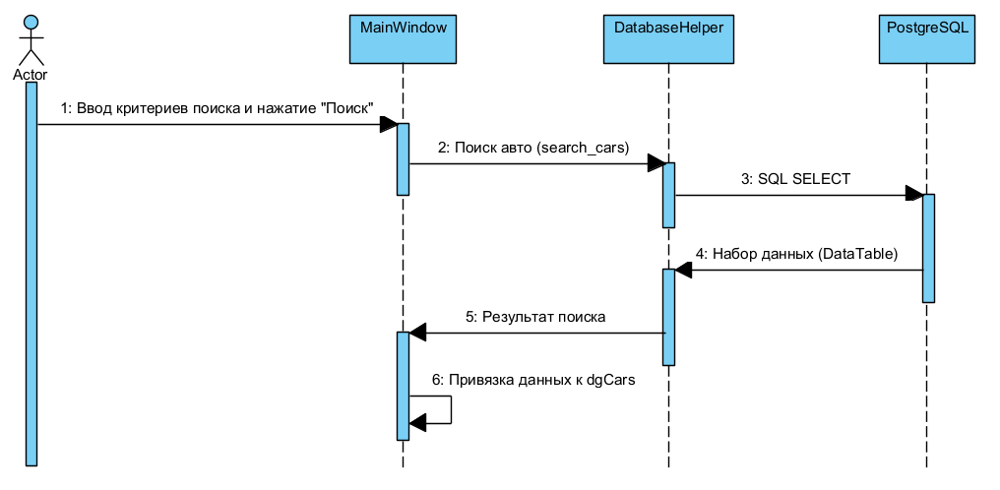 MainWindow
DatabaseHelper
PostgreSQL
Actor
1: Ввод критериев поиска и нажатие "Поиск"
2: Поиск авто (search_cars)
3: SQL SELECT
4: Набор данных (DataTable)
5: Результат поиска
6: Привязка данных к dgCars